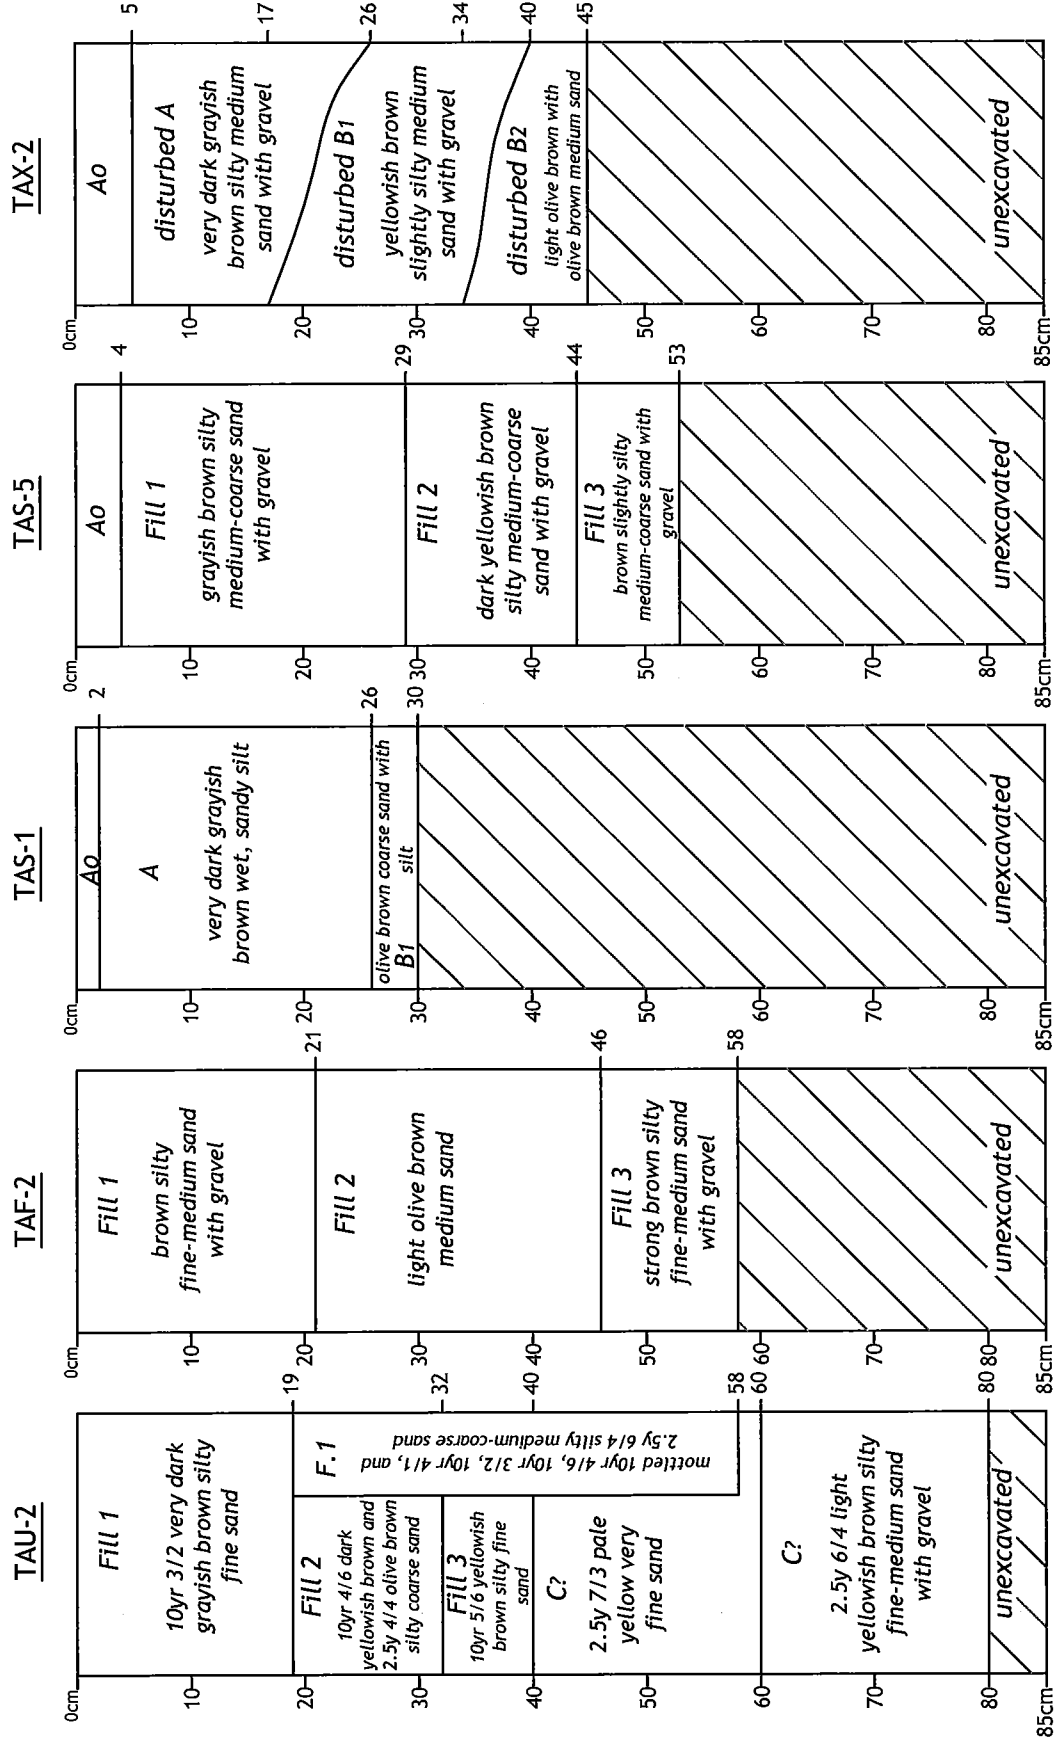 TAU-2
0cm
10
20
30
40
50
60
70
80
85cm
Fill 1
10yr 3/2 very dark
grayish brown silty
fine sand
19
Fill 2
10yr 4/6 dark
yellowish brown and
2.5y 4/4 olive brown
silty coarse sand
32
Fill 3
10yr 5/6 yellowish
brown silty fine
sand
40
F.1
mottled 10yr 4/6, 10yr 3/2, 10yr 4/1, and
2.5y 6/4 silty medium-coarse sand
58
C?
2.5y 7/3 pale
yellow very
fine sand
60
C?
2.5y 6/4 light
yellowish brown silty
fine-medium sand
with gravel
80
unexcavated
TAF-2
0cm
10
20
30
40
50
60
70
80
85cm
Fill 1
brown silty
fine-medium sand
with gravel
21
Fill 2
light olive brown
medium sand
46
Fill 3
strong brown silty
fine-medium sand
with gravel
58
unexcavated
TAS-1
0cm
10
20
30
40
50
60
70
80
85cm
Ao
2
A
very dark grayish
brown wet, sandy silt
26
olive brown coarse sand with
silt
B1
30
unexcavated
TAS-5
0cm
10
20
30
40
50
60
70
80
85cm
Ao
4
Fill 1
grayish brown silty
medium-coarse sand
with gravel
29
Fill 2
dark yellowish brown
silty medium-coarse
sand with gravel
44
Fill 3
brown slightly silty
medium-coarse sand with
gravel
53
unexcavated
TAX-2
0cm
10
20
30
40
50
60
70
80
85cm
Ao
5
disturbed A
very dark grayish
brown silty medium
sand with gravel
17
26
disturbed B1
yellowish brown
slightly silty medium
sand with gravel
34
40
disturbed B2
light olive brown with
olive brown medium sand
45
unexcavated